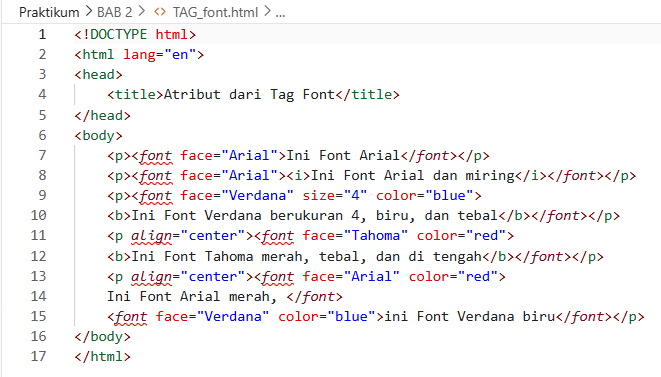 Praktikum > BAB 2 > <> TAG_font.html > ...
1 <!DOCTYPE html>
2 <html lang="en">
3 <head>
4     <title>Atribut dari Tag Font</title>
5 </head>
6 <body>
7     <p><font face="Arial">Ini Font Arial</font></p>
8     <p><font face="Arial"><i>Ini Font Arial dan miring</i></font></p>
9     <p><font face="Verdana" size="4" color="blue">
10     <b>Ini Font Verdana berukuran 4, biru, dan tebal</b></font></p>
11     <p align="center"><font face="Tahoma" color="red">
12     <b>Ini Font Tahoma merah, tebal, dan di tengah</b></font></p>
13     <p align="center"><font face="Arial" color="red">
14     Ini Font Arial merah, </font>
15     <font face="Verdana" color="blue">ini Font Verdana biru</font></p>
16 </body>
17 </html>